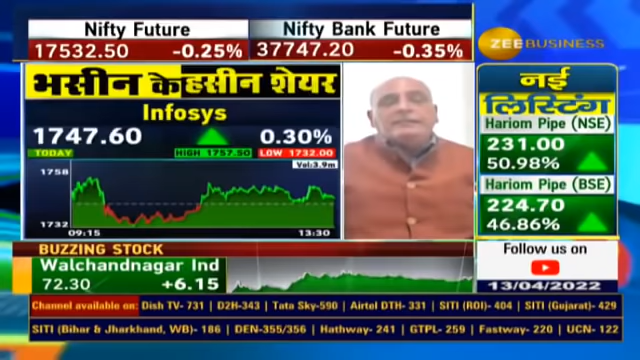 Nifty Future
17532.50 -0.25%
Nifty Bank Future
37747.20 -0.35%
ZEE BUSINESS
भसीन के हसीन शेयर
Infosys
1747.60 0.30%
TODAY HIGH 1757.50 LOW 1732.00
Vol:3.9m
1758
1732
09:15 13:30
नई
लिस्टिंग
Hariom Pipe (NSE)
231.00
50.98%
Hariom Pipe (BSE)
224.70
46.86%
BUZZING STOCK
Walchandnagar Ind
72.30 +6.15
Follow us on
13/04/2022
Channel available on: Dish TV- 731 | D2H-343 | Tata Sky-590 | Airtel DTH- 331 | SITI (ROI)- 404 | SITI (Gujarat)- 429
SITI (Bihar & Jharkhand, WB)- 186 | DEN-355/356 | Hathway- 241 | GTPL- 259 | Fastway- 220 | UCN- 122